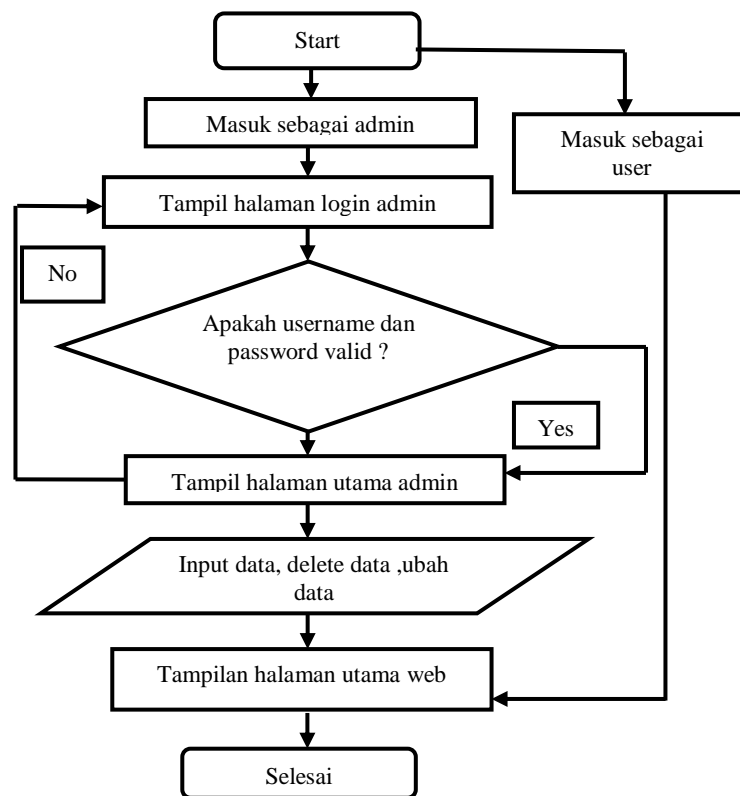 Start
Masuk sebagai admin
Masuk sebagai
user
Tampil halaman login admin
No
Apakah username dan
password valid ?
Yes
Tampil halaman utama admin
Input data, delete data ,ubah
data
Tampilan halaman utama web
Selesai